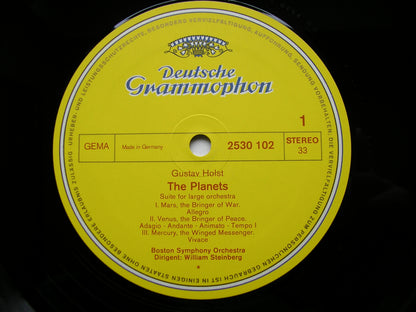 Deutsche
Grammophon
1
GEMA
Made in Germany
2530 102
STEREO
33
Gustav Holst
The Planets
Suite for large orchestra
I. Mars, the Bringer of War.
Allegro
II. Venus, the Bringer of Peace.
Adagio - Andante - Animato - Tempo I
III. Mercury, the Winged Messenger.
Vivace
Boston Symphony Orchestra
Dirigent: William Steinberg
*